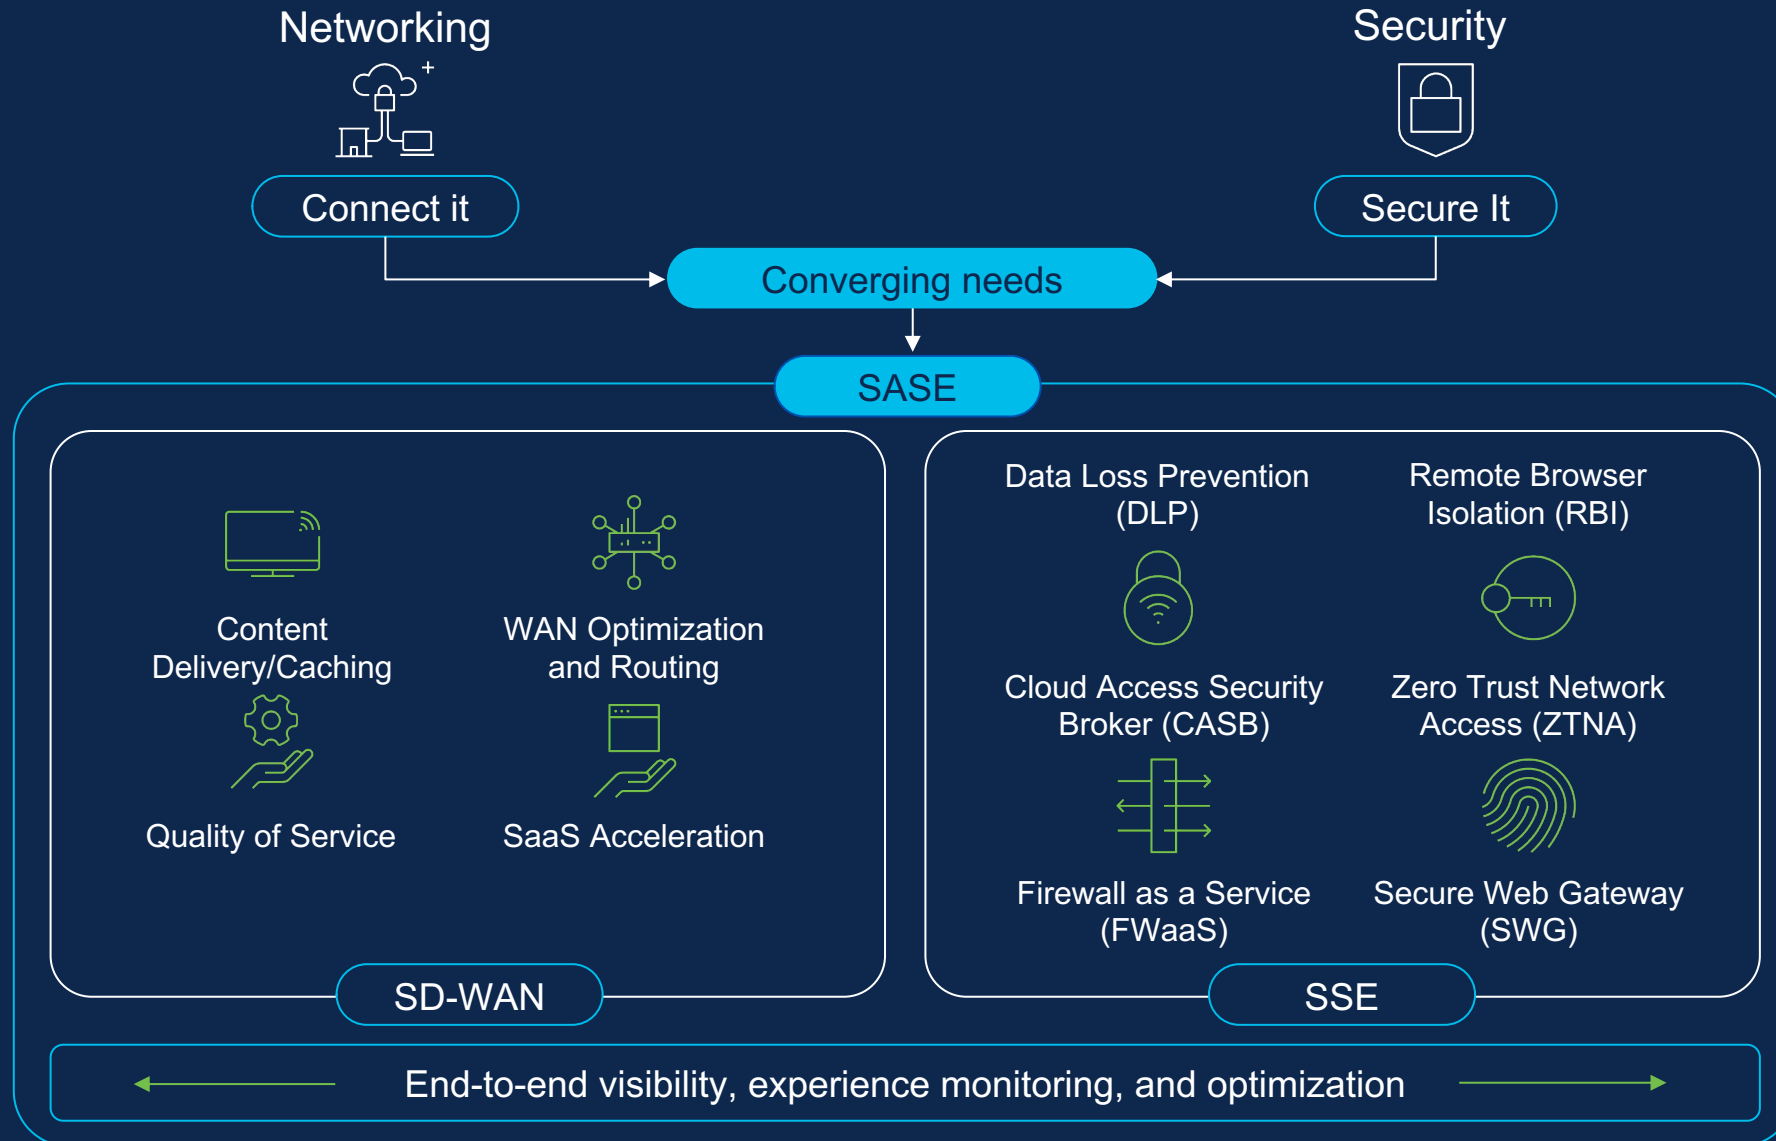 Networking
Security
Connect it
Secure It
Converging needs
SASE
Content
Delivery/Caching
WAN Optimization
and Routing
Quality of Service
SaaS Acceleration
SD-WAN
Data Loss Prevention
(DLP)
Remote Browser
Isolation (RBI)
Cloud Access Security
Broker (CASB)
Zero Trust Network
Access (ZTNA)
Firewall as a Service
(FWaaS)
Secure Web Gateway
(SWG)
SSE
End-to-end visibility, experience monitoring, and optimization